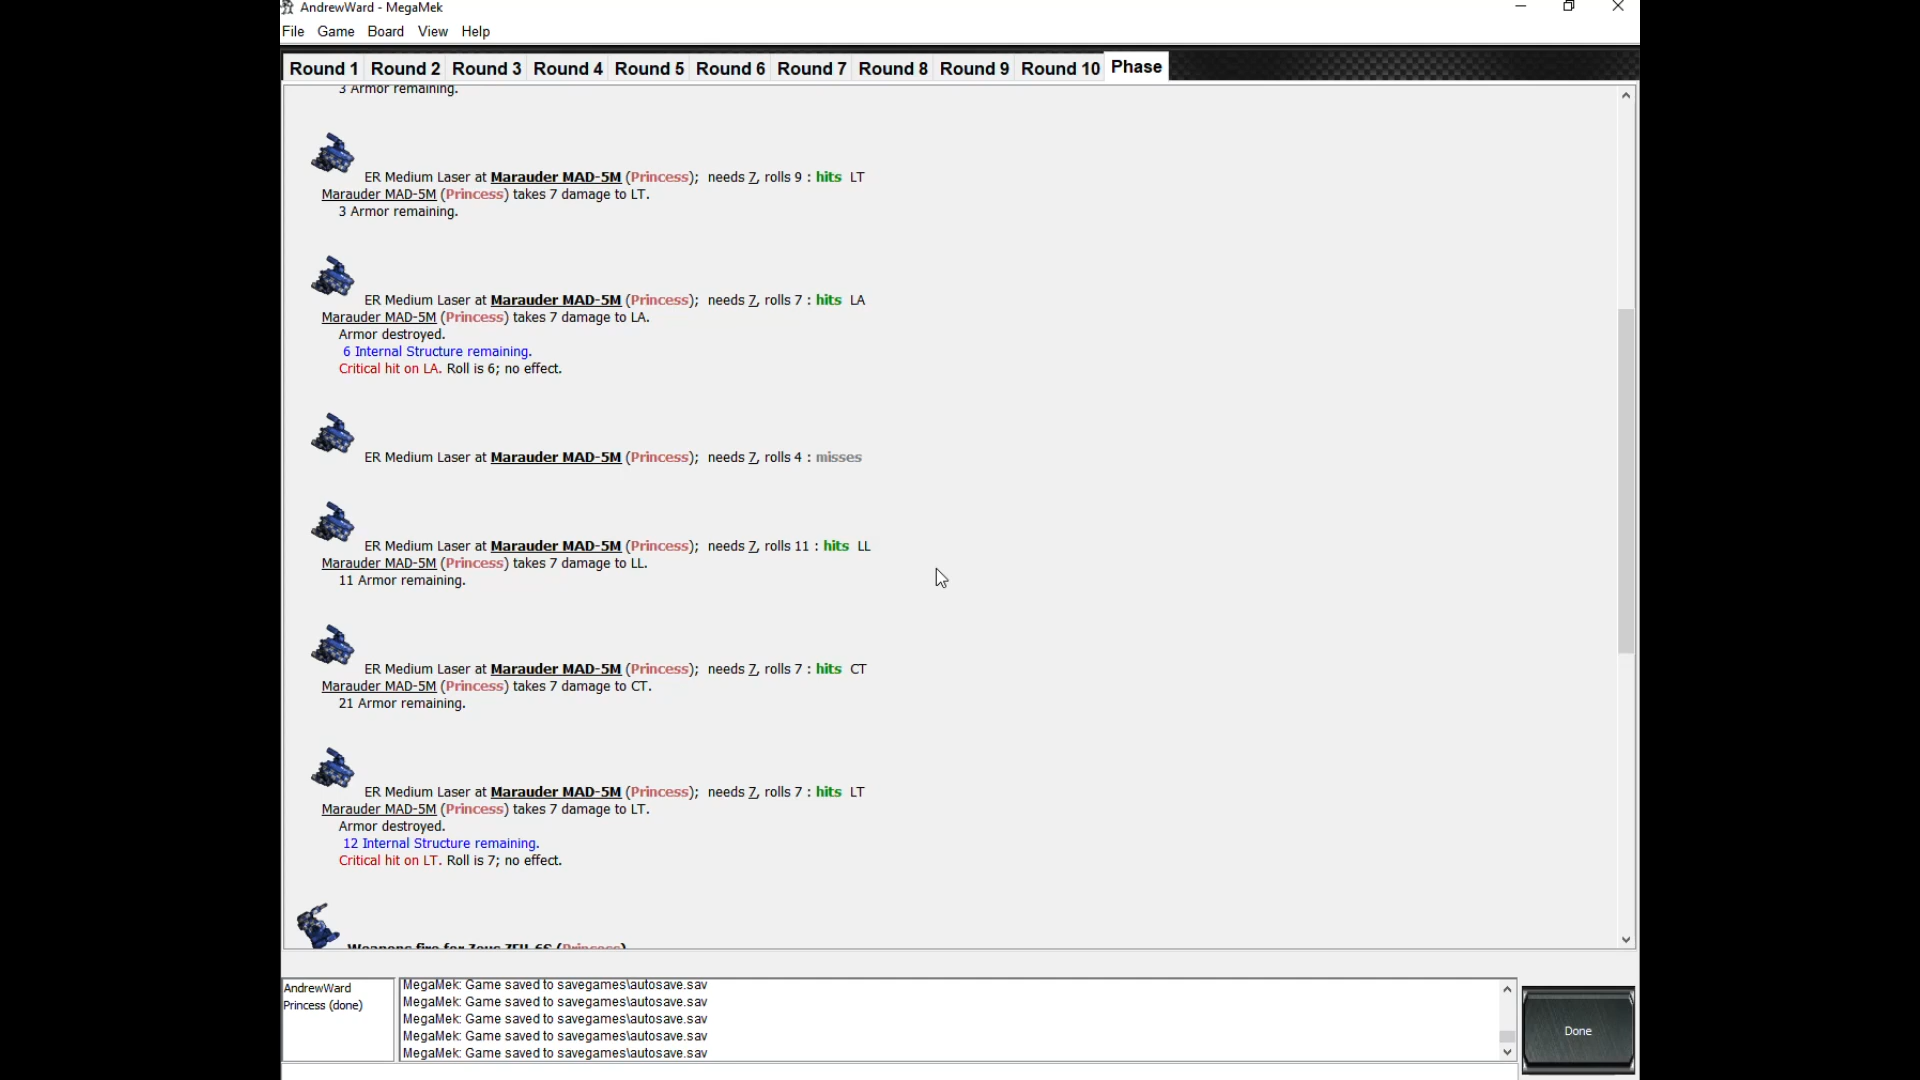 AndrewWard - MegaMek
File Game Board View Help
Round 1 Round 2 Round 3 Round 4 Round 5 Round 6 Round 7 Round 8 Round 9 Round 10 Phase
3 Armor remaining.
ER Medium Laser at Marauder MAD-5M (Princess); needs 7, rolls 9 : hits LT
Marauder MAD-5M (Princess) takes 7 damage to LT.
3 Armor remaining.
ER Medium Laser at Marauder MAD-5M (Princess); needs 7, rolls 7 : hits LA
Marauder MAD-5M (Princess) takes 7 damage to LA.
Armor destroyed.
6 Internal Structure remaining.
Critical hit on LA. Roll is 6; no effect.
ER Medium Laser at Marauder MAD-5M (Princess); needs 7, rolls 4 : misses
ER Medium Laser at Marauder MAD-5M (Princess); needs 7, rolls 11 : hits LL
Marauder MAD-5M (Princess) takes 7 damage to LL.
11 Armor remaining.
ER Medium Laser at Marauder MAD-5M (Princess); needs 7, rolls 7 : hits CT
Marauder MAD-5M (Princess) takes 7 damage to CT.
21 Armor remaining.
ER Medium Laser at Marauder MAD-5M (Princess); needs 7, rolls 7 : hits LT
Marauder MAD-5M (Princess) takes 7 damage to LT.
Armor destroyed.
12 Internal Structure remaining.
Critical hit on LT. Roll is 7; no effect.
Weapons fire for Zeus ZEU-6S (Princess)
AndrewWard
Princess (done)
MegaMek: Game saved to savegames\autosave.sav
MegaMek: Game saved to savegames\autosave.sav
MegaMek: Game saved to savegames\autosave.sav
MegaMek: Game saved to savegames\autosave.sav
MegaMek: Game saved to savegames\autosave.sav
Done